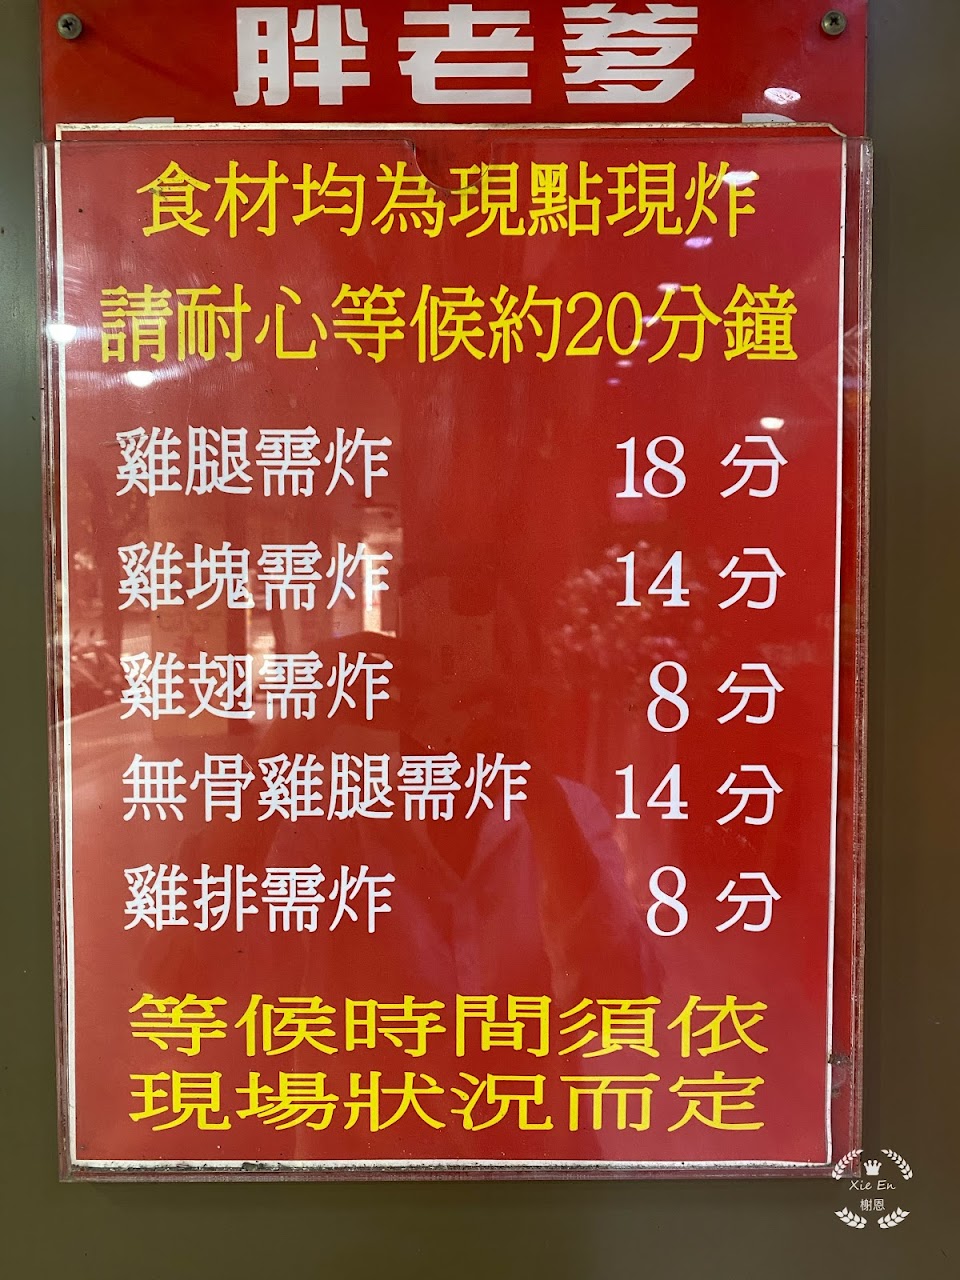 胖老爹
食材均為現點現炸
請耐心等候約20分鐘
雞腿需炸 18 分
雞塊需炸 14 分
雞翅需炸 8 分
無骨雞腿需炸 14 分
雞排需炸 8 分
等候時間須依
現場狀況而定
Xie En
榭恩